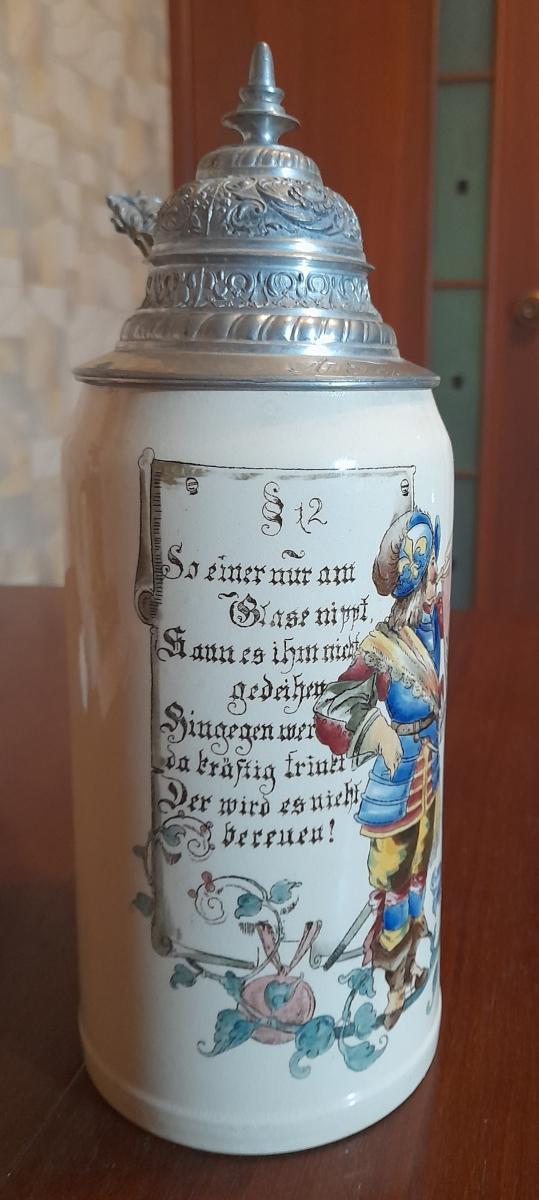 § 12
So einer nur am
Glase nippt,
Kann es ihm nicht
gedeihen
Hingegen wer
da kräftig trinkt
Der wird es nicht
bereuen!